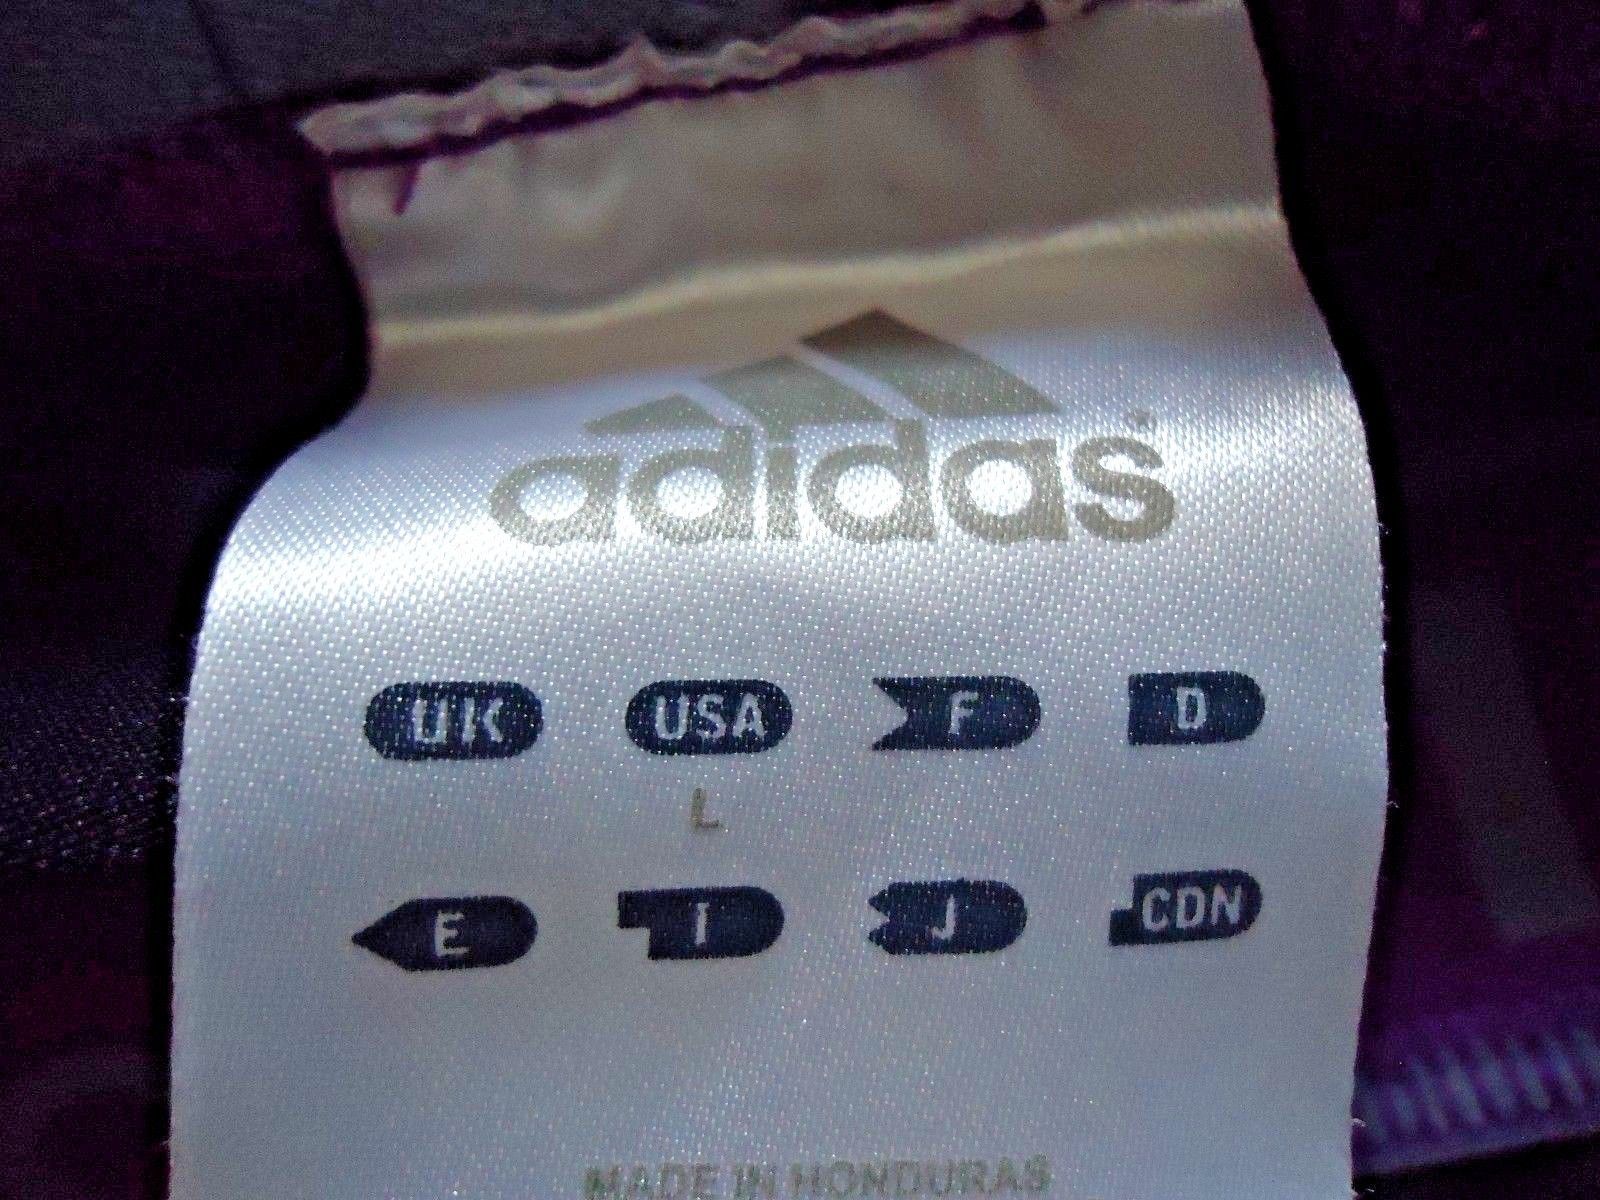 adidas®
UK USA F D
L
E I J CDN
MADE IN HONDURAS